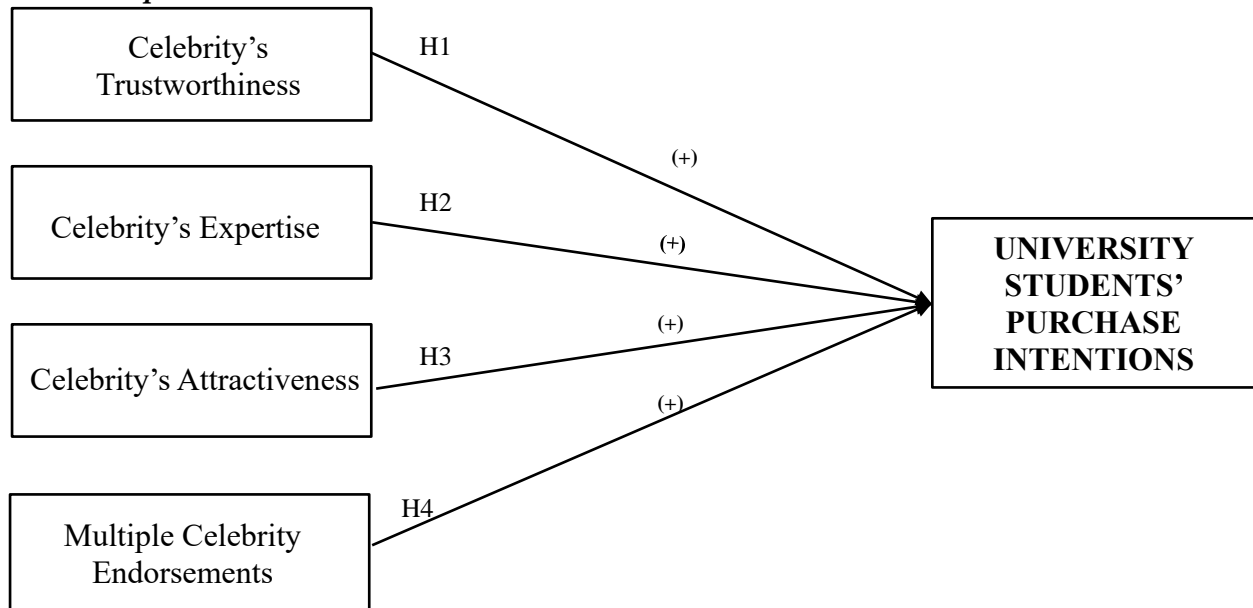 Celebrity’s
Trustworthiness
H1
(+)
Celebrity’s Expertise
H2
(+)
UNIVERSITY
STUDENTS’
PURCHASE
INTENTIONS
Celebrity’s Attractiveness
H3
(+)
(+)
Multiple Celebrity
Endorsements
H4